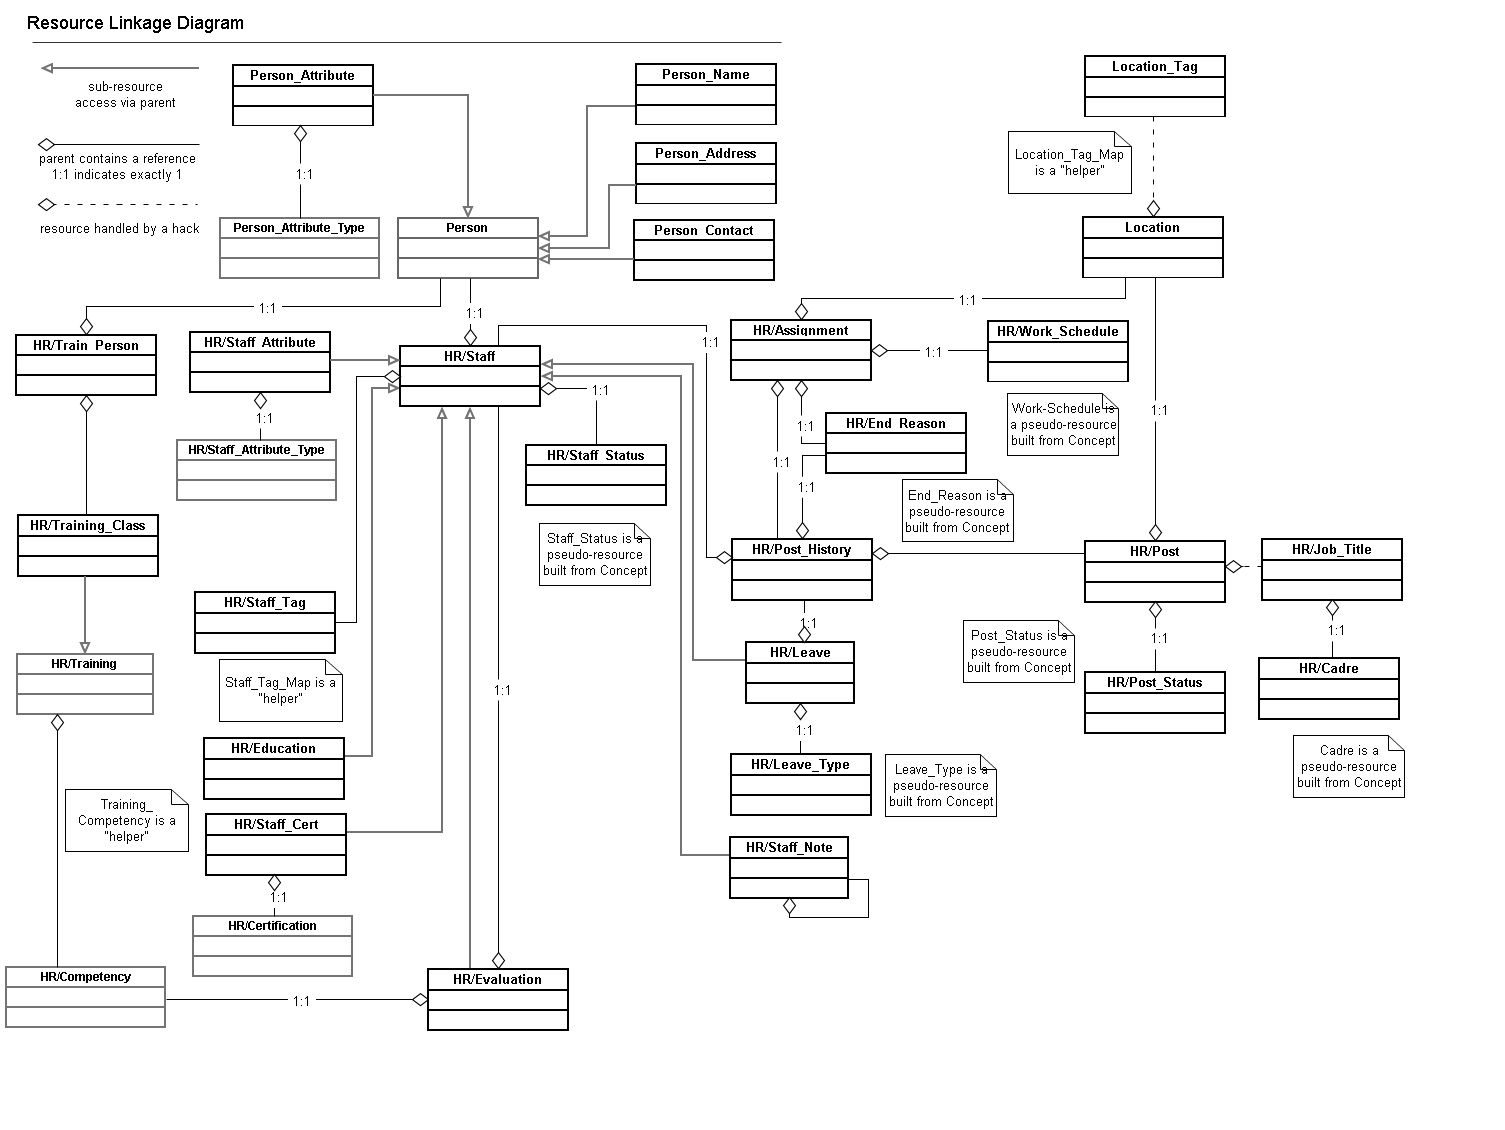 Resource Linkage Diagram
sub-resource
access via parent
parent contains a reference
1:1 indicates exactly 1
resource handled by a hack
Person_Attribute
1:1
Person_Attribute_Type
Person
Person_Name
Person_Address
Person_Contact
Location_Tag
Location_Tag_Map
is a "helper"
Location
1:1
1:1
1:1
1:1
HR/Train_Person
HR/Staff_Attribute
1:1
HR/Staff_Attribute_Type
HR/Staff
1:1
1:1
HR/Staff_Status
Staff_Status is a
pseudo-resource
built from Concept
HR/Assignment
1:1
HR/Work_Schedule
Work-Schedule is
a pseudo-resource
built from Concept
1:1
1:1
HR/End_Reason
1:1
1:1
End_Reason is a
pseudo-resource
built from Concept
HR/Training_Class
HR/Post_History
HR/Post
HR/Job_Title
HR/Staff_Tag
Staff_Tag_Map is a
"helper"
1:1
HR/Leave
Post_Status is a
pseudo-resource
built from Concept
1:1
1:1
HR/Post_Status
HR/Cadre
Cadre is a
pseudo-resource
built from Concept
HR/Training
1:1
1:1
HR/Education
HR/Leave_Type
Leave_Type is a
pseudo-resource
built from Concept
Training_
Competency is a
"helper"
HR/Staff_Cert
1:1
HR/Certification
HR/Staff_Note
HR/Competency
1:1
HR/Evaluation